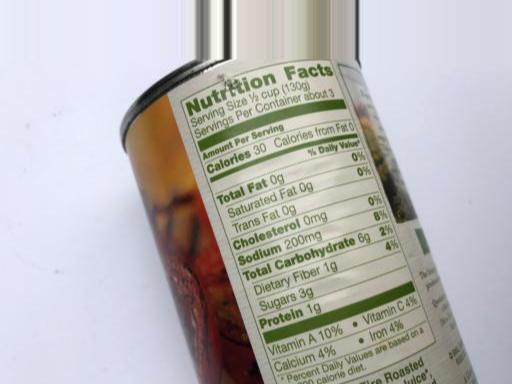 Nutrition Facts
Serving Size ½ cup (130g)
Servings Per Container about 3
Amount Per Serving
Calories 30 Calories from Fat 0
% Daily Value*
Total Fat 0g 0%
Saturated Fat 0g 0%
Trans Fat 0g
Cholesterol 0mg 0%
Sodium 200mg 8%
Total Carbohydrate 6g 2%
Dietary Fiber 1g 4%
Sugars 3g
Protein 1g
Vitamin A 10% • Vitamin C 4%
Calcium 4% • Iron 4%
* Percent Daily Values are based on a
calorie diet.
Roasted